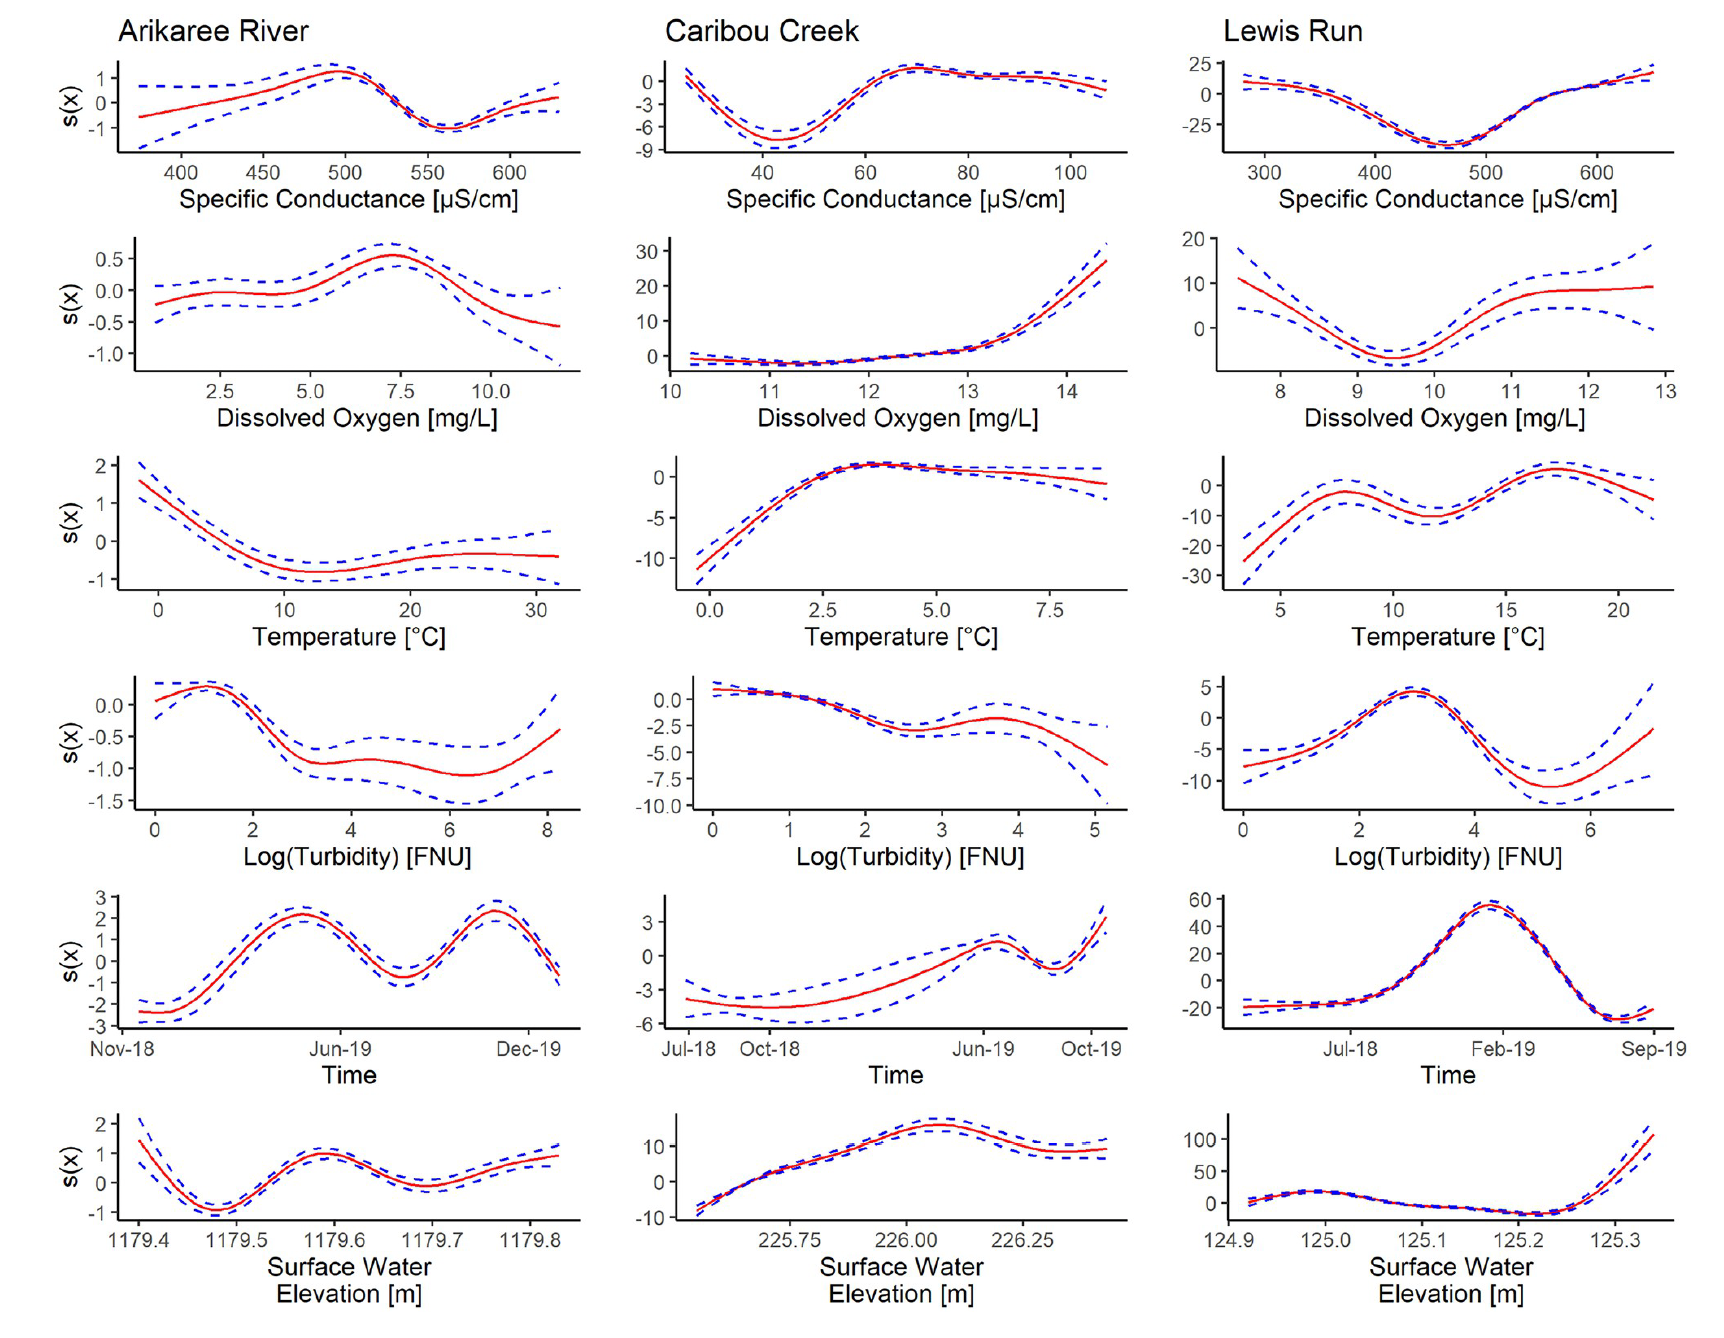 Arikaree River Caribou Creek Lewis Run
s(x) 1 0 -1
400 450 500 550 600
Specific Conductance [µS/cm]
0 -3 -6 -9
40 60 80 100
Specific Conductance [µS/cm]
25 0 -25
300 400 500 600
Specific Conductance [µS/cm]
s(x) 0.5 0.0 -0.5 -1.0
2.5 5.0 7.5 10.0
Dissolved Oxygen [mg/L]
30 20 10 0
10 11 12 13 14
Dissolved Oxygen [mg/L]
20 10 0
8 9 10 11 12 13
Dissolved Oxygen [mg/L]
s(x) 2 1 0 -1
0 10 20 30
Temperature [°C]
0 -5 -10
0.0 2.5 5.0 7.5
Temperature [°C]
0 -10 -20 -30
5 10 15 20
Temperature [°C]
s(x) 0.0 -0.5 -1.0 -1.5
0 2 4 6 8
Log(Turbidity) [FNU]
0.0 -2.5 -5.0 -7.5 -10.0
0 1 2 3 4 5
Log(Turbidity) [FNU]
5 0 -5 -10
0 2 4 6
Log(Turbidity) [FNU]
s(x) 3 2 1 0 -1 -2 -3
Nov-18 Jun-19 Dec-19
Time
3 0 -3 -6
Jul-18 Oct-18 Jun-19 Oct-19
Time
60 40 20 0 -20
Jul-18 Feb-19 Sep-19
Time
s(x) 2 1 0 -1
1179.4 1179.5 1179.6 1179.7 1179.8
Surface Water
Elevation [m]
10 0 -10
225.75 226.00 226.25
Surface Water
Elevation [m]
100 50 0
124.9 125.0 125.1 125.2 125.3
Surface Water
Elevation [m]